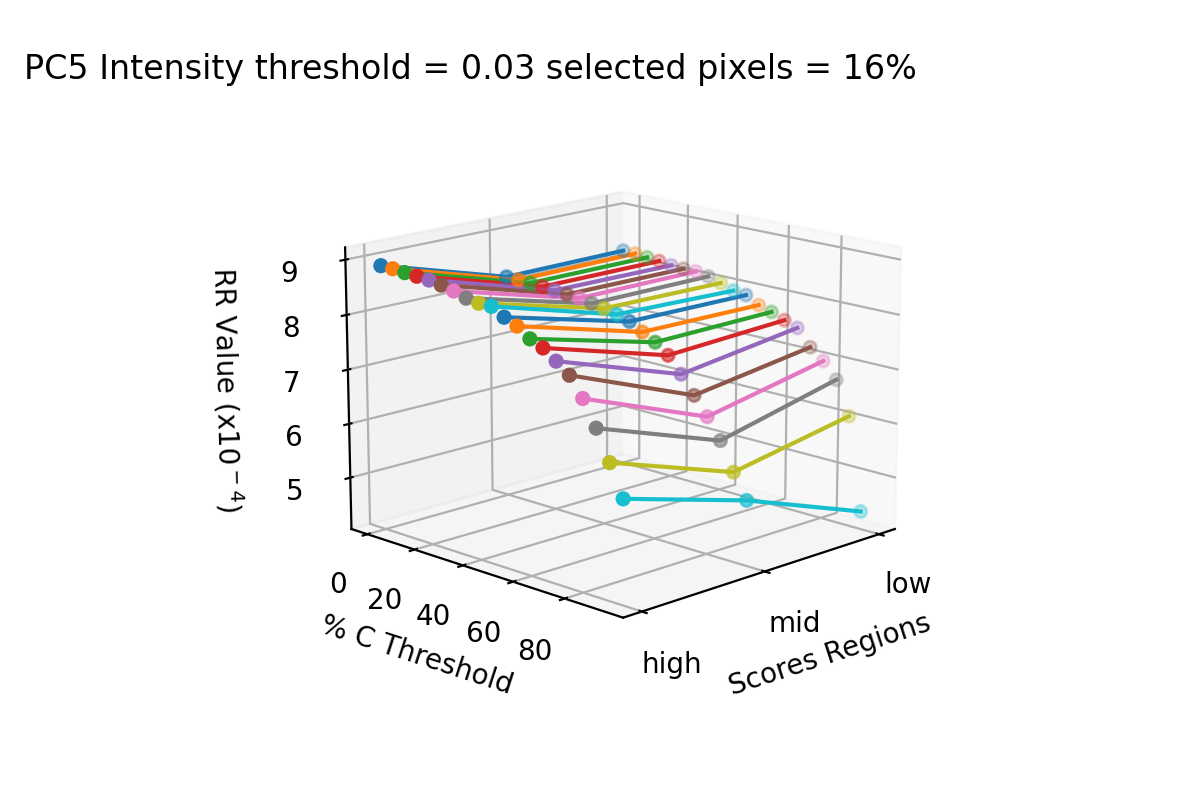 PC5 Intensity threshold = 0.03 selected pixels = 16%
RR Value (x10⁻⁴)
9
8
7
6
5
0
20
40
60
80
% C Threshold
high
mid
low
Scores Regions